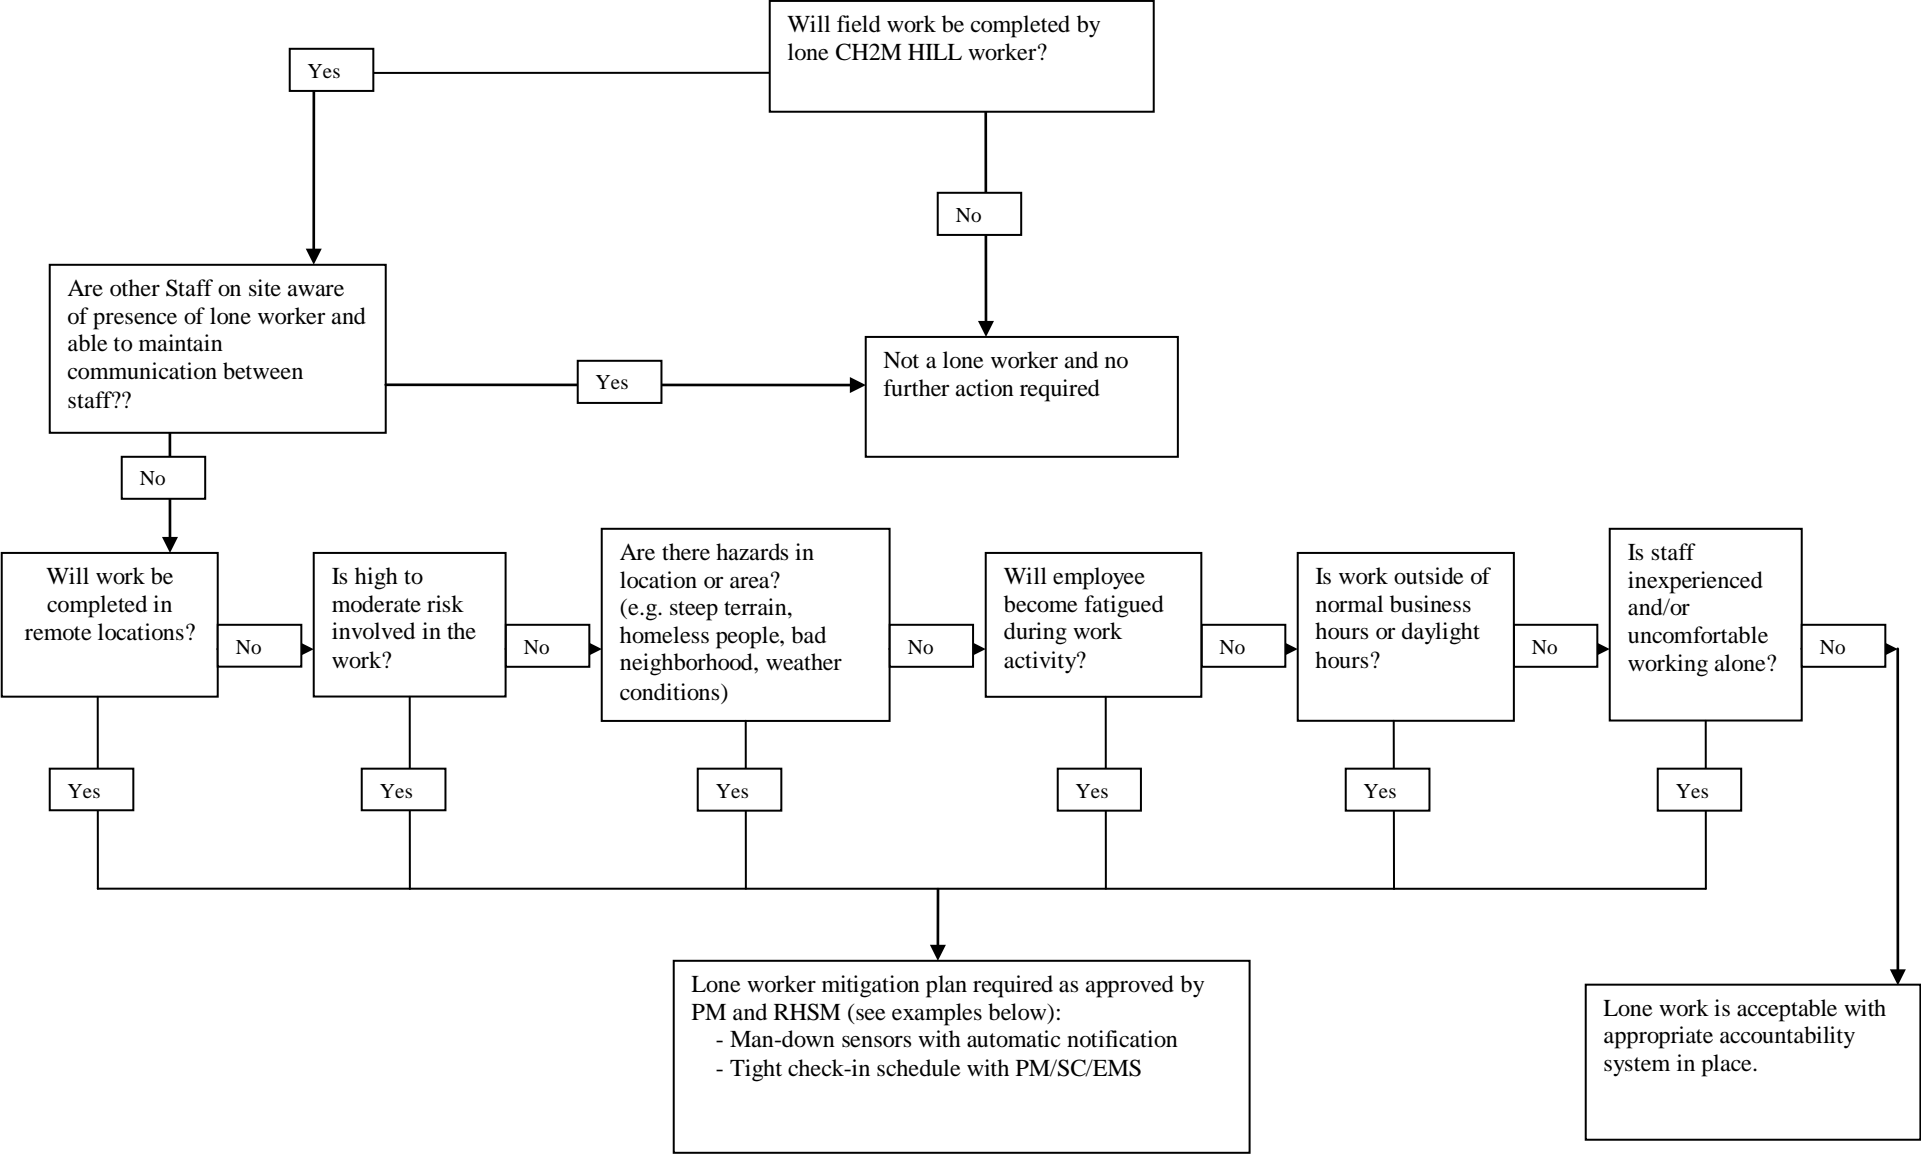 Will field work be completed by
lone CH2M HILL worker?
Yes
No
Are other Staff on site aware
of presence of lone worker and
able to maintain
communication between
staff??
Yes
Not a lone worker and no
further action required
No
Will work be
completed in
remote locations?
No
Is high to
moderate risk
involved in the
work?
No
Are there hazards in
location or area?
(e.g. steep terrain,
homeless people, bad
neighborhood, weather
conditions)
No
Will employee
become fatigued
during work
activity?
No
Is work outside of
normal business
hours or daylight
hours?
No
Is staff
inexperienced
and/or
uncomfortable
working alone?
No
Yes
Yes
Yes
Yes
Yes
Yes
Lone worker mitigation plan required as approved by
PM and RHSM (see examples below):
- Man-down sensors with automatic notification
- Tight check-in schedule with PM/SC/EMS
Lone work is acceptable with
appropriate accountability
system in place.